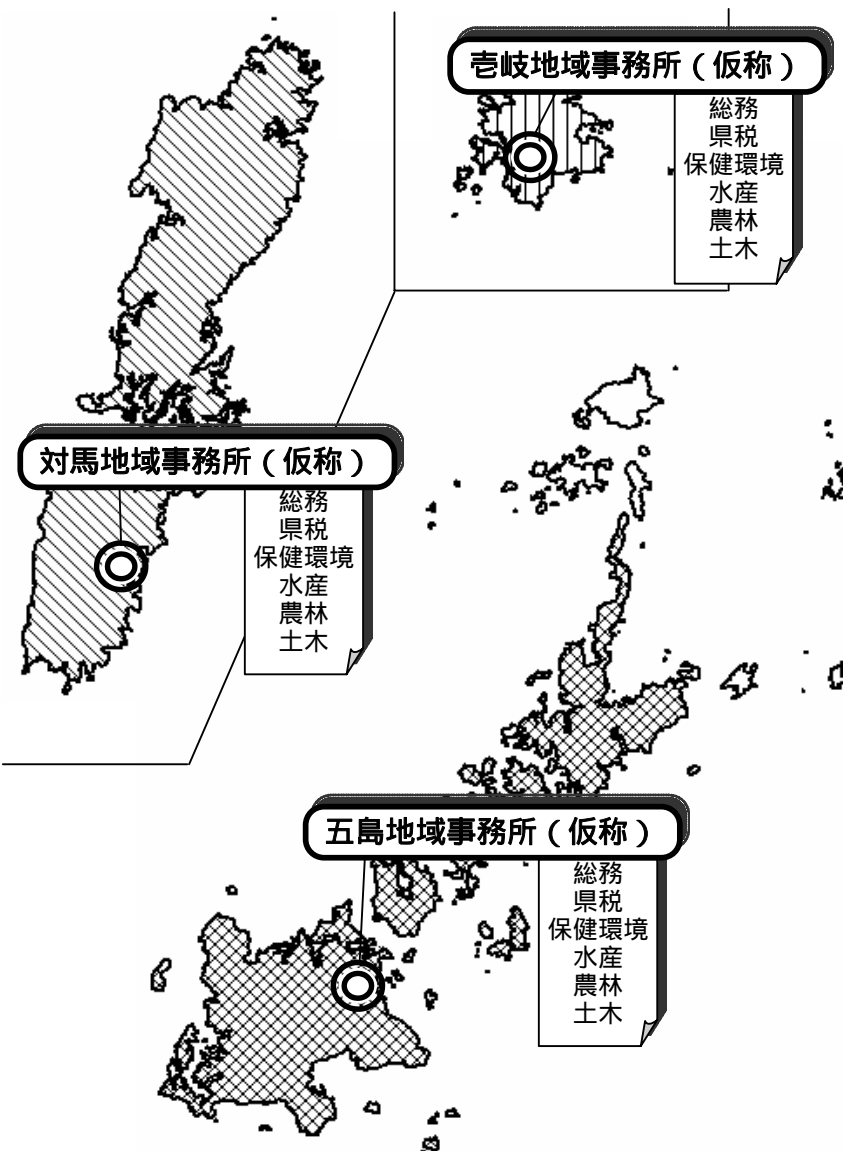 壱岐地域事務所（仮称）
総務
県税
保健環境
水産
農林
土木
対馬地域事務所（仮称）
総務
県税
保健環境
水産
農林
土木
五島地域事務所（仮称）
総務
県税
保健環境
水産
農林
土木